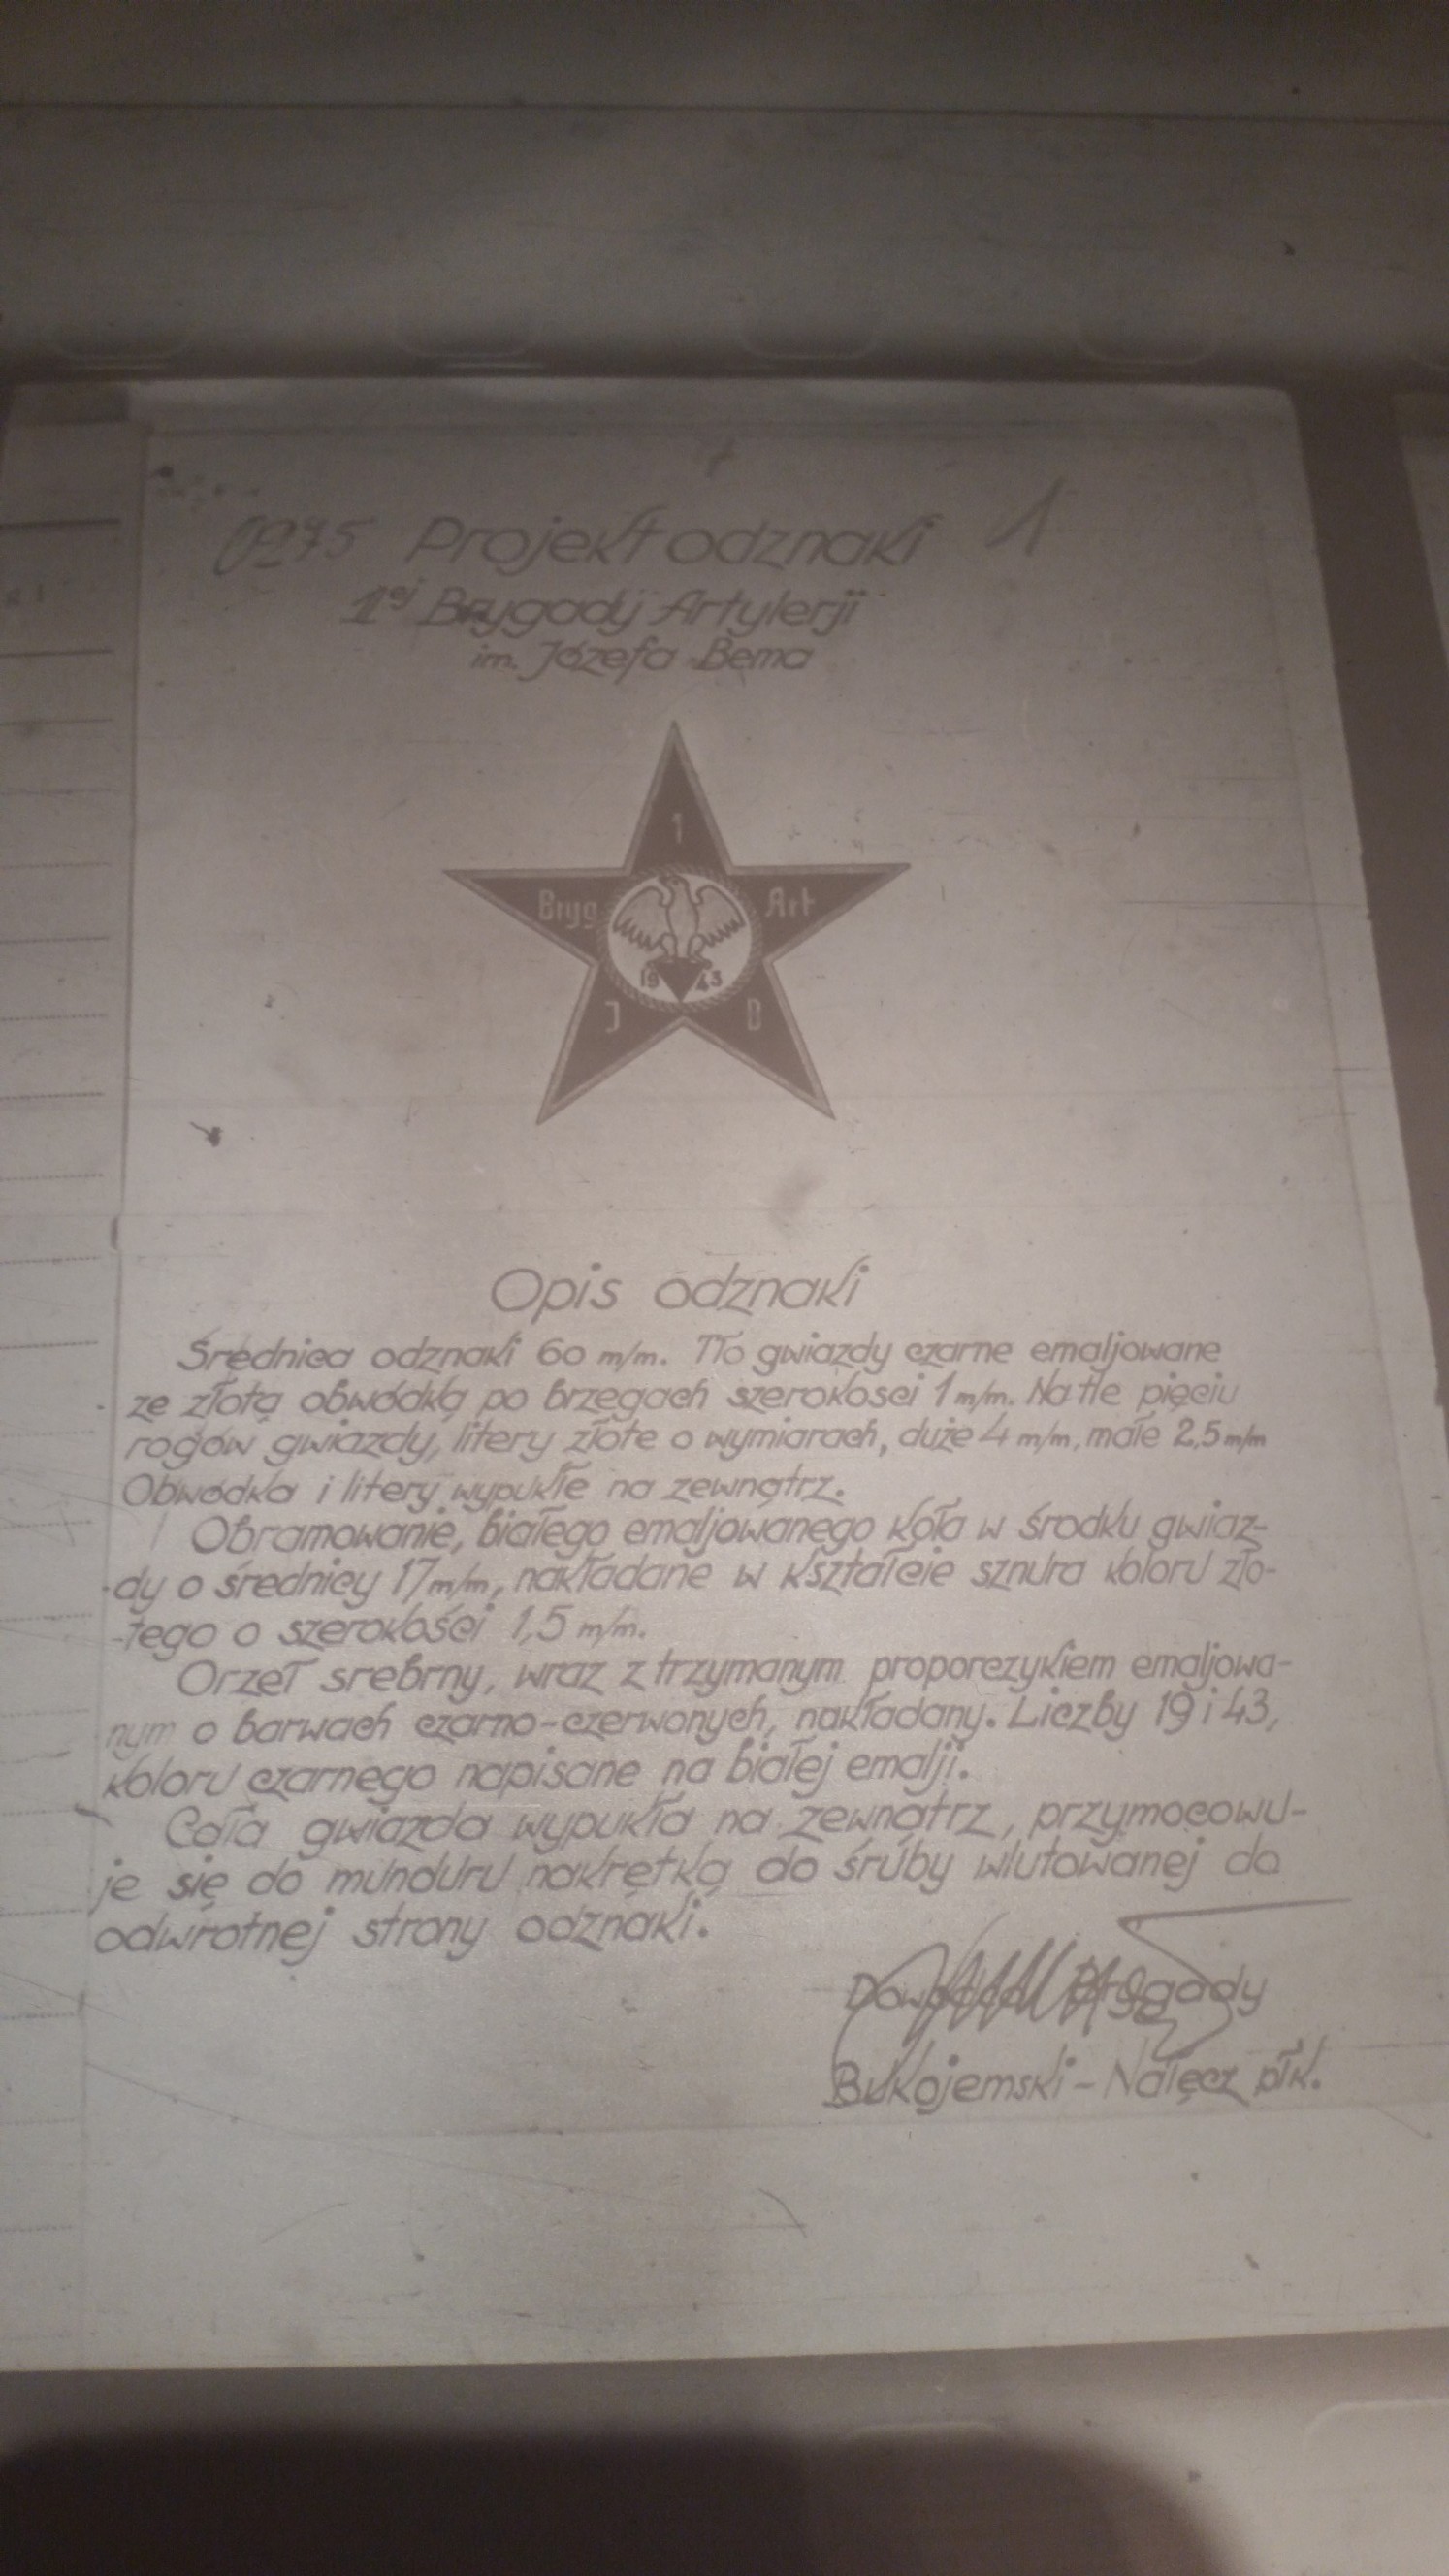 0275 Projekt odznaki 1
1ej Brygady Artylerji
im. Józefa Bema
1
Bryg Art
19 43
J B
Opis odznaki
Średnica odznaki 60 m/m. Tło gwiazdy czarne emaljowane
ze złotą obwódką po brzegach szerokosci 1 m/m. Na tle pięciu
rogów gwiazdy, litery złote o wymiarach, duże 4 m/m, małe 2,5 m/m
Obwódka i litery wypukłe na zewnątrz.
Obramowanie, białego emaljowanego koła w środku gwiaz-
dy o średnicy 17 m/m, nakładane w kształcie sznura koloru zło-
-tego o szerokości 1,5 m/m.
Orzeł srebrny, wraz z trzymanym proporczykiem emaljowa-
nym o barwach czarno-czerwonych, nakładany. Liczby 19 i 43,
koloru czarnego napisane na białej emalji.
Cała gwiazda wypukła na zewnątrz, przymocowu-
je się do munduru nakrętką do śruby wlutowanej do
odwrotnej strony odznaki.
Dowódca Brygady
Bukojemski - Nałęcz płk.